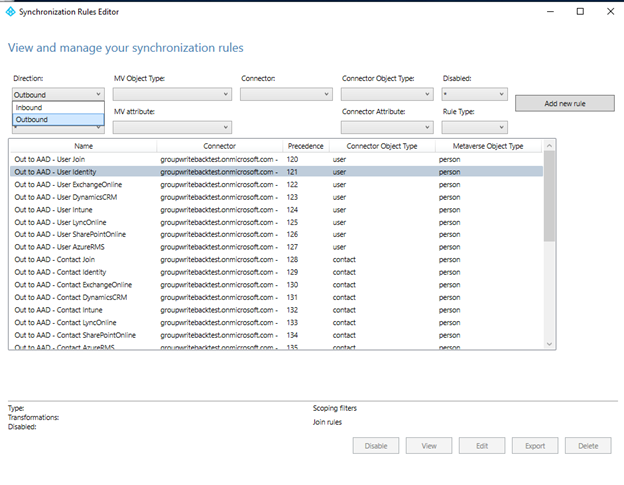 Synchronization Rules Editor
View and manage your synchronization rules
Direction: MV Object Type: Connector: Connector Object Type: Disabled:
Outbound *
Inbound
Outbound
Add new rule
MV attribute: Connector Attribute: Rule Type:
*
Name Connector Precedence Connector Object Type Metaverse Object Type
Out to AAD - User Join groupwritebacktest.onmicrosoft.com - 120 user person
Out to AAD - User Identity groupwritebacktest.onmicrosoft.com - 121 user person
Out to AAD - User ExchangeOnline groupwritebacktest.onmicrosoft.com - 122 user person
Out to AAD - User DynamicsCRM groupwritebacktest.onmicrosoft.com - 123 user person
Out to AAD - User Intune groupwritebacktest.onmicrosoft.com - 124 user person
Out to AAD - User LyncOnline groupwritebacktest.onmicrosoft.com - 125 user person
Out to AAD - User SharePointOnline groupwritebacktest.onmicrosoft.com - 126 user person
Out to AAD - User AzureRMS groupwritebacktest.onmicrosoft.com - 127 user person
Out to AAD - Contact Join groupwritebacktest.onmicrosoft.com - 128 contact person
Out to AAD - Contact Identity groupwritebacktest.onmicrosoft.com - 129 contact person
Out to AAD - Contact ExchangeOnline groupwritebacktest.onmicrosoft.com - 130 contact person
Out to AAD - Contact DynamicsCRM groupwritebacktest.onmicrosoft.com - 131 contact person
Out to AAD - Contact Intune groupwritebacktest.onmicrosoft.com - 132 contact person
Out to AAD - Contact LyncOnline groupwritebacktest.onmicrosoft.com - 133 contact person
Out to AAD - Contact SharePointOnline groupwritebacktest.onmicrosoft.com - 134 contact person
Out to AAD - Contact AzureRMS groupwritebacktest.onmicrosoft.com - 135 contact person
Type: Scoping filters
Transformations:
Join rules
Disabled:
Disable View Edit Export Delete